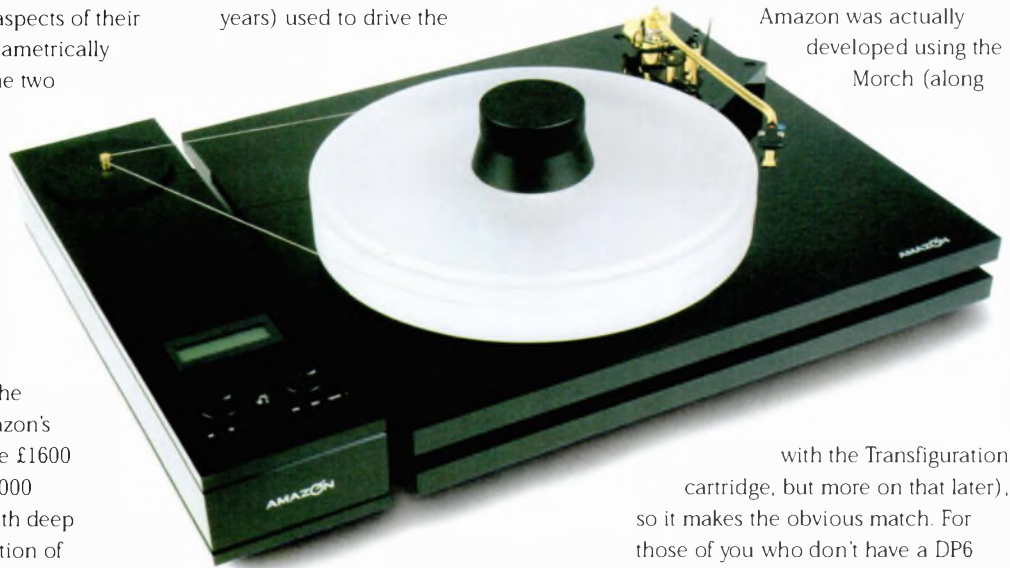 aspects of their
ametrically
ne two
he
azon's
e £1600
000
th deep
tion of
years) used to drive the
Amazon was actually
developed using the
Morch (along
with the Transfiguration
cartridge, but more on that later),
so it makes the obvious match. For
those of you who don't have a DP6
AMAZON
AMAZON